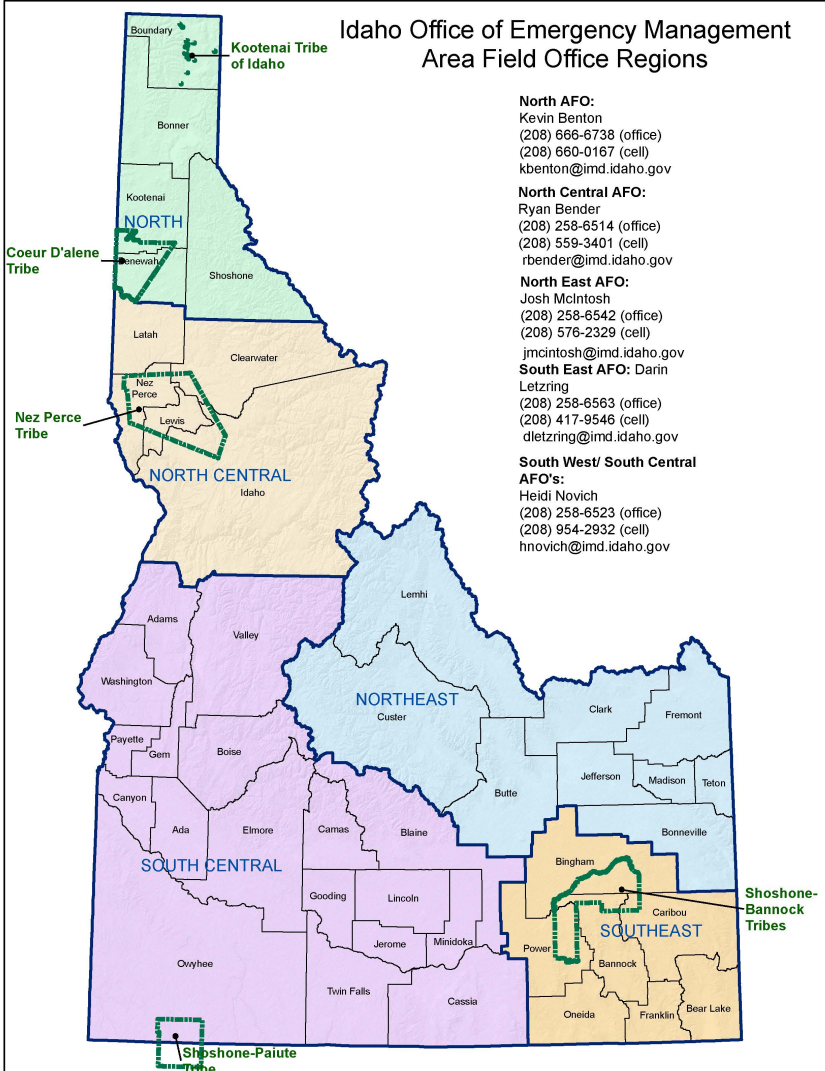 Idaho Office of Emergency Management
Area Field Office Regions
North AFO:
Kevin Benton
(208) 666-6738 (office)
(208) 660-0167 (cell)
kbenton@imd.idaho.gov
North Central AFO:
Ryan Bender
(208) 258-6514 (office)
(208) 559-3401 (cell)
rbender@imd.idaho.gov
North East AFO:
Josh McIntosh
(208) 258-6542 (office)
(208) 576-2329 (cell)
jmcintosh@imd.idaho.gov
South East AFO: Darin
Letzring
(208) 258-6563 (office)
(208) 417-9546 (cell)
dletzring@imd.idaho.gov
South West/ South Central
AFO's:
Heidi Novich
(208) 258-6523 (office)
(208) 954-2932 (cell)
hnovich@imd.idaho.gov
Boundary
Kootenai Tribe
of Idaho
Bonner
Kootenai
NORTH
Coeur D'alene
Tribe
enewah
Shoshone
Latah
Clearwater
Nez
Perce
Lewis
Nez Perce
Tribe
NORTH CENTRAL
Idaho
Lemhi
Adams
Valley
Washington
NORTHEAST
Custer
Clark
Fremont
Payette
Gem
Boise
Jefferson
Madison
Teton
Butte
Canyon
Ada
Elmore
Camas
Blaine
Bonneville
SOUTH CENTRAL
Bingham
Gooding
Lincoln
Shoshone-
Bannock
Tribes
Caribou
SOUTHEAST
Jerome
Minidoka
Power
Owyhee
Bannock
Twin Falls
Cassia
Oneida
Franklin
Bear Lake
Shoshone-Paiute
Tribe